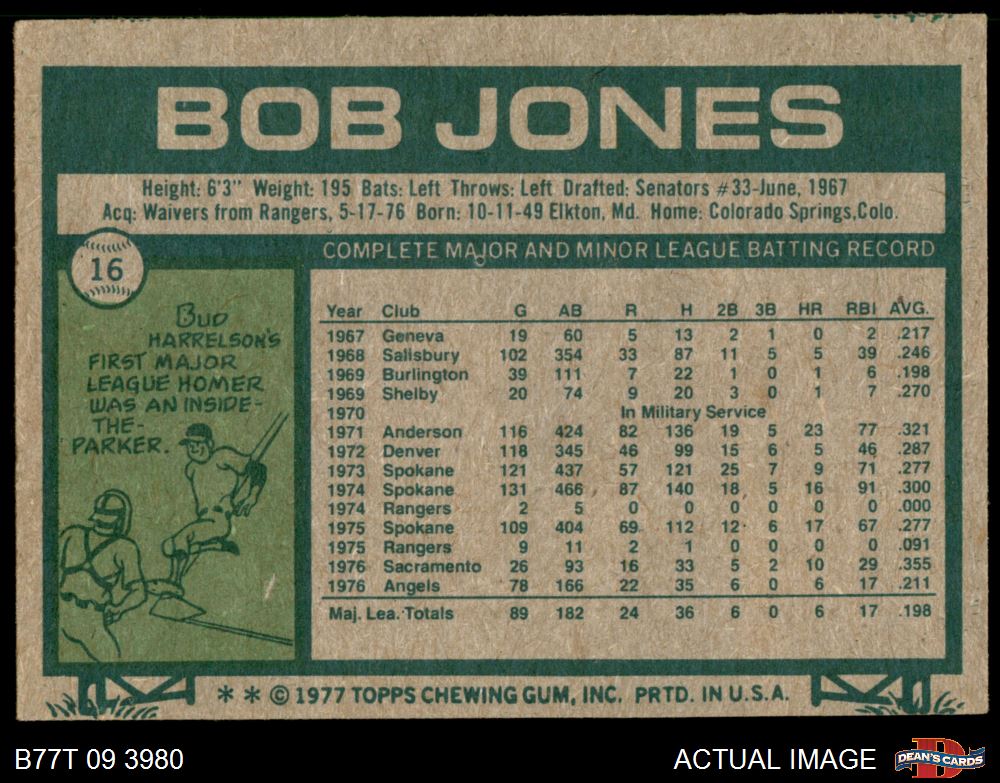 BOB JONES
Height: 6'3" Weight: 195 Bats: Left Throws: Left Drafted: Senators #33-June, 1967
Acq: Waivers from Rangers, 5-17-76 Born: 10-11-49 Elkton, Md. Home: Colorado Springs,Colo.
COMPLETE MAJOR AND MINOR LEAGUE BATTING RECORD
16
BUD
HARRELSON'S
FIRST MAJOR
LEAGUE HOMER
WAS AN INSIDE-
THE-
PARKER.
Year Club G AB R H 2B 3B HR RBI AVG.
1967 Geneva 19 60 5 13 2 1 0 2 .217
1968 Salisbury 102 354 33 87 11 5 5 39 .246
1969 Burlington 39 111 7 22 1 0 1 6 .198
1969 Shelby 20 74 9 20 3 0 1 7 .270
1970 In Military Service
1971 Anderson 116 424 82 136 19 5 23 77 .321
1972 Denver 118 345 46 99 15 6 5 46 .287
1973 Spokane 121 437 57 121 25 7 9 71 .277
1974 Spokane 131 466 87 140 18 5 16 91 .300
1974 Rangers 2 5 0 0 0 0 0 0 .000
1975 Spokane 109 404 69 112 12 6 17 67 .277
1975 Rangers 9 11 2 1 0 0 0 0 .091
1976 Sacramento 26 93 16 33 5 2 10 29 .355
1976 Angels 78 166 22 35 6 0 6 17 .211
Maj. Lea. Totals 89 182 24 36 6 0 6 17 .198
* * © 1977 TOPPS CHEWING GUM, INC. PRTD. IN U.S.A.
B77T 09 3980
ACTUAL IMAGE
D
DEAN'S CARDS